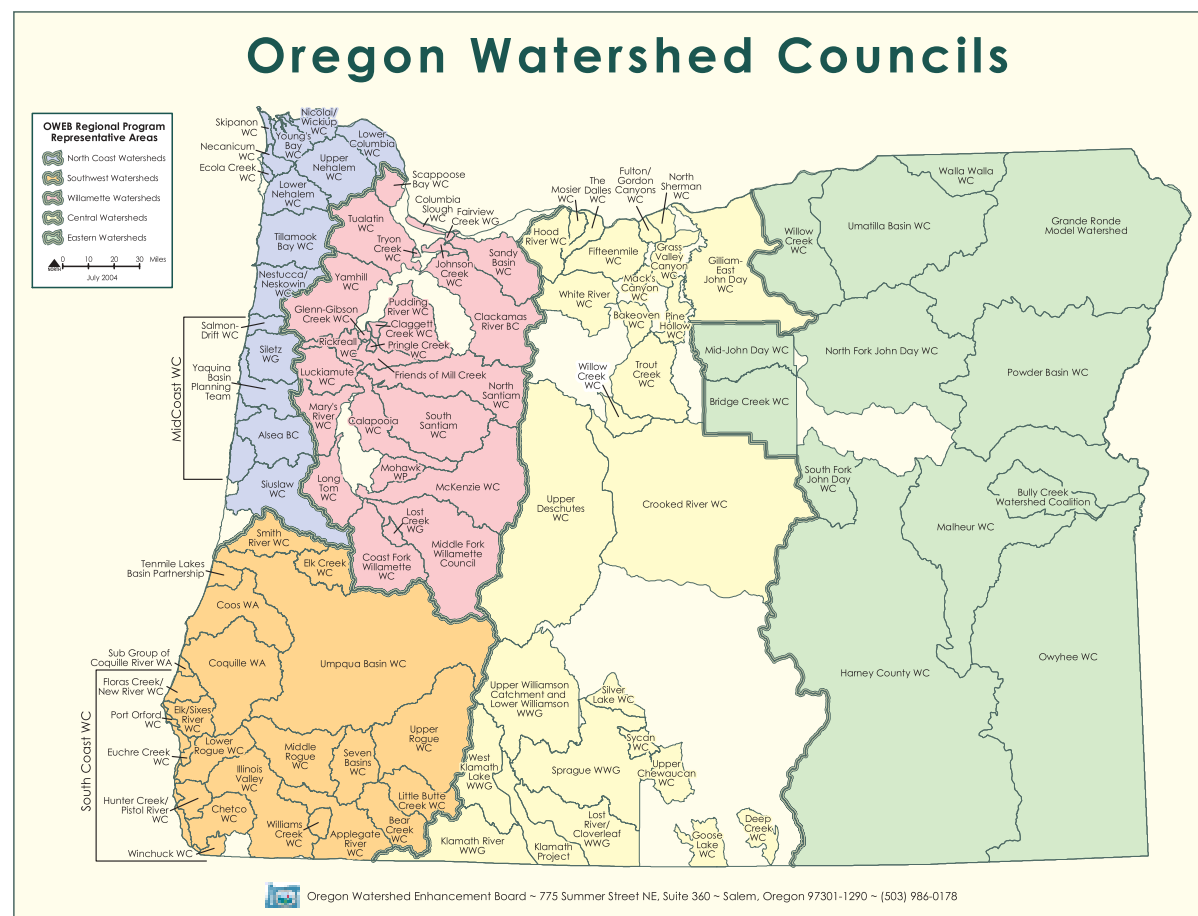 Oregon Watershed Councils
OWEB Regional Program
Representative Areas
North Coast Watersheds
Southwest Watersheds
Willamette Watersheds
Central Watersheds
Eastern Watersheds
0 10 20 30 Miles
NORTH
July 2004
Skipanon
WC
Necanicum
WC
Ecola Creek
WC
Nicolai/
Wickiup
WC
Young's
Bay
WC
Lower
Columbia
WC
Upper
Nehalem
WC
Lower
Nehalem
WC
Tillamook
Bay WC
Nestucca/
Neskowin
WC
Salmon-
Drift WC
Siletz
WG
Yaquina
Basin
Planning
Team
MidCoast WC
Alsea BC
Siuslaw
WC
Scappoose
Bay WC
Columbia
Slough
WC
Fairview
Creek WG
Tualatin
WC
Tryon
Creek
WC
Johnson
Creek
WC
Sandy
Basin
WC
Yamhill
WC
Glenn-Gibson
Creek WC
Pudding
River WC
Claggett
Creek WC
Pringle Creek
WC
Clackamas
River BC
Rickreall
WC
Luckiamute
WC
Friends of Mill Creek
North
Santiam
WC
Mary's
River
WC
Calapooia
WC
South
Santiam
WC
Mohawk
WP
McKenzie WC
Long
Tom
WC
Lost
Creek
WG
Coast Fork
Willamette
WC
Middle Fork
Willamette
Council
Mosier
WC
The
Dalles
WC
Fulton/
Gordon
Canyons
WC
North
Sherman
WC
Hood
River WC
Fifteenmile
WC
Grass
Valley
Canyon
WC
Gilliam-
East
John Day
WC
Mack's
Canyon
WC
White River
WC
Bakeoven
WC
Pine
Hollow
WC
Willow
Creek
WC
Trout
Creek
WC
Upper
Deschutes
WC
Crooked River WC
Willow
Creek
WC
Umatilla Basin WC
Walla Walla
WC
Grande Ronde
Model Watershed
Mid-John Day WC
Bridge Creek WC
North Fork John Day WC
Powder Basin WC
South Fork
John Day
WC
Bully Creek
Watershed Coalition
Malheur WC
Harney County WC
Owyhee WC
Smith
River WC
Elk Creek
WC
Tenmile Lakes
Basin Partnership
Coos WA
Coquille WA
Umpqua Basin WC
Sub Group of
Coquille River WA
Floras Creek/
New River WC
Port Orford
WC
Elk/Sixes
River
WC
Euchre Creek
WC
Hunter Creek/
Pistol River
WC
Winchuck WC
South Coast WC
Lower
Rogue WC
Illinois
Valley
WC
Chetco
WC
Middle
Rogue
WC
Seven
Basins
WC
Upper
Rogue
WC
Little Butte
Creek WC
Bear
Creek
WC
Williams
Creek
WC
Applegate
River
WC
Upper Williamson
Catchment and
Lower Williamson
WWG
Silver
Lake WC
Sycan
WC
Upper
Chewaucan
WC
West
Klamath
Lake
WWG
Sprague WWG
Lost
River/
Cloverleaf
WWG
Klamath River
WWG
Klamath
Project
Goose
Lake
WC
Deep
Creek
WC
Oregon Watershed Enhancement Board ~ 775 Summer Street NE, Suite 360 ~ Salem, Oregon 97301-1290 ~ (503) 986-0178